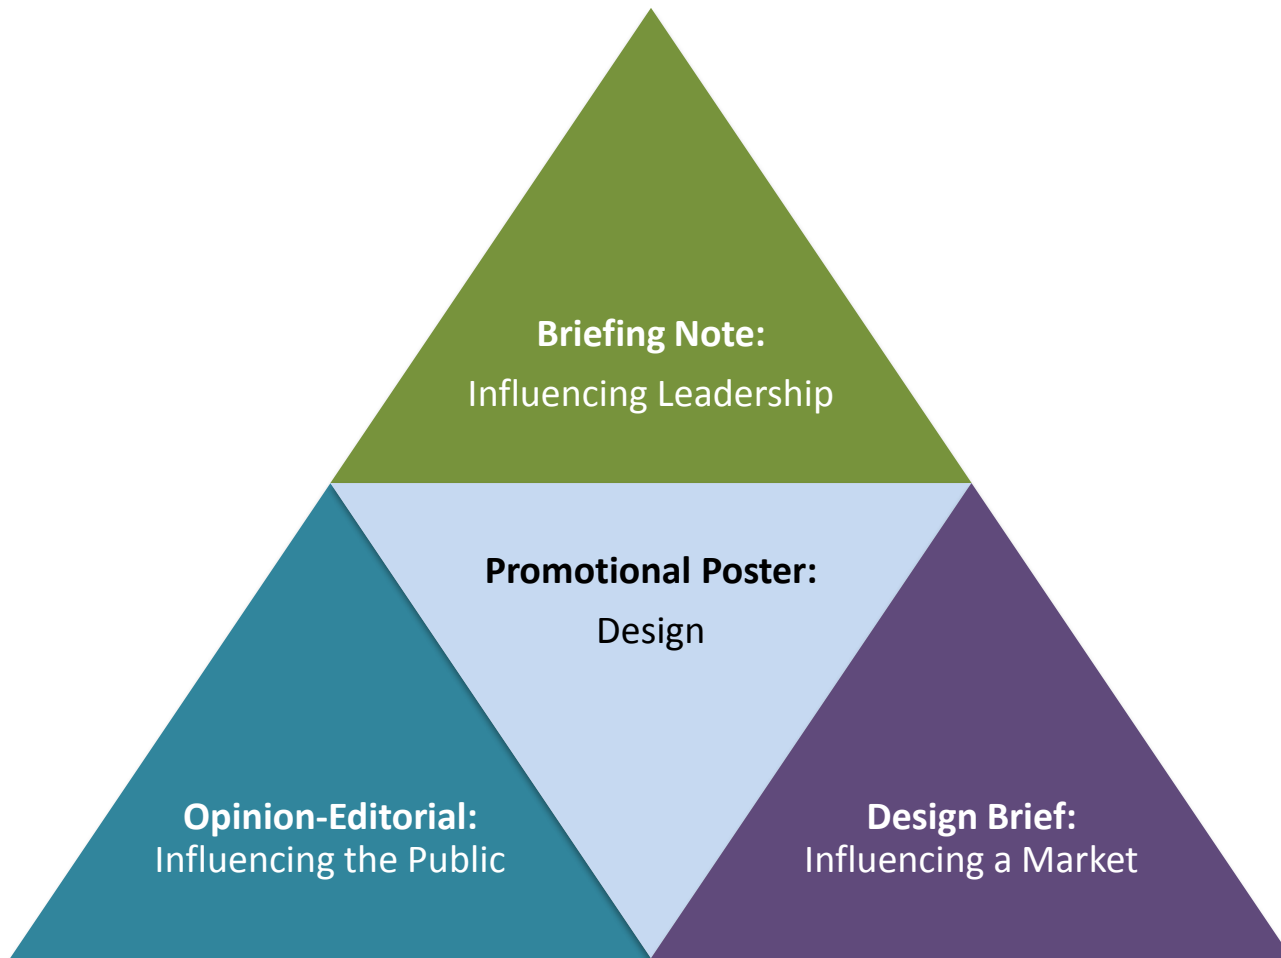 Briefing Note:
Influencing Leadership
Promotional Poster:
Design
Opinion-Editorial:
Influencing the Public
Design Brief:
Influencing a Market